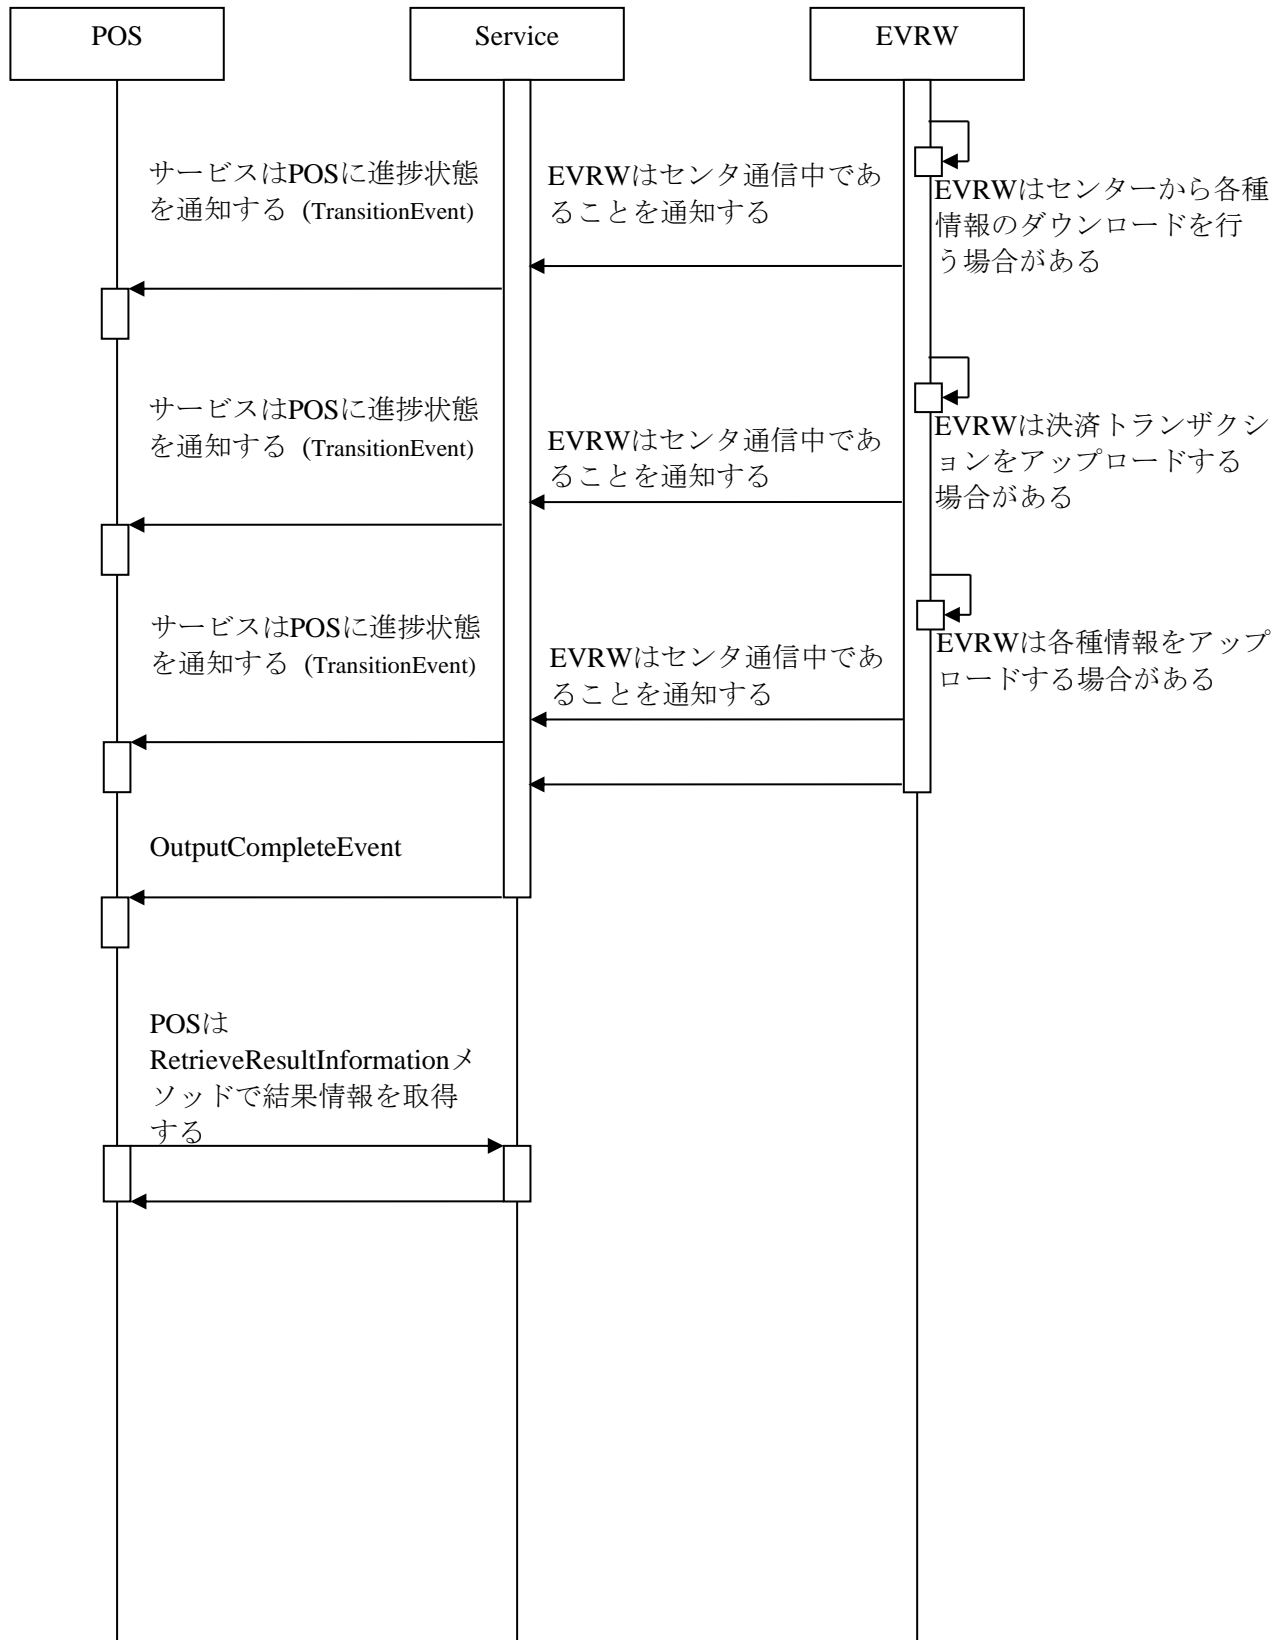 POS
Service
EVRW
サービスはPOSに進捗状態
を通知する (TransitionEvent)
EVRWはセンタ通信中であ
ることを通知する
EVRWはセンターから各種
情報のダウンロードを行
う場合がある
サービスはPOSに進捗状態
を通知する (TransitionEvent)
EVRWはセンタ通信中であ
ることを通知する
EVRWは決済トランザクシ
ョンをアップロードする
場合がある
サービスはPOSに進捗状態
を通知する (TransitionEvent)
EVRWはセンタ通信中であ
ることを通知する
EVRWは各種情報をアップ
ロードする場合がある
OutputCompleteEvent
POSは
RetrieveResultInformationメ
ソッドで結果情報を取得
する